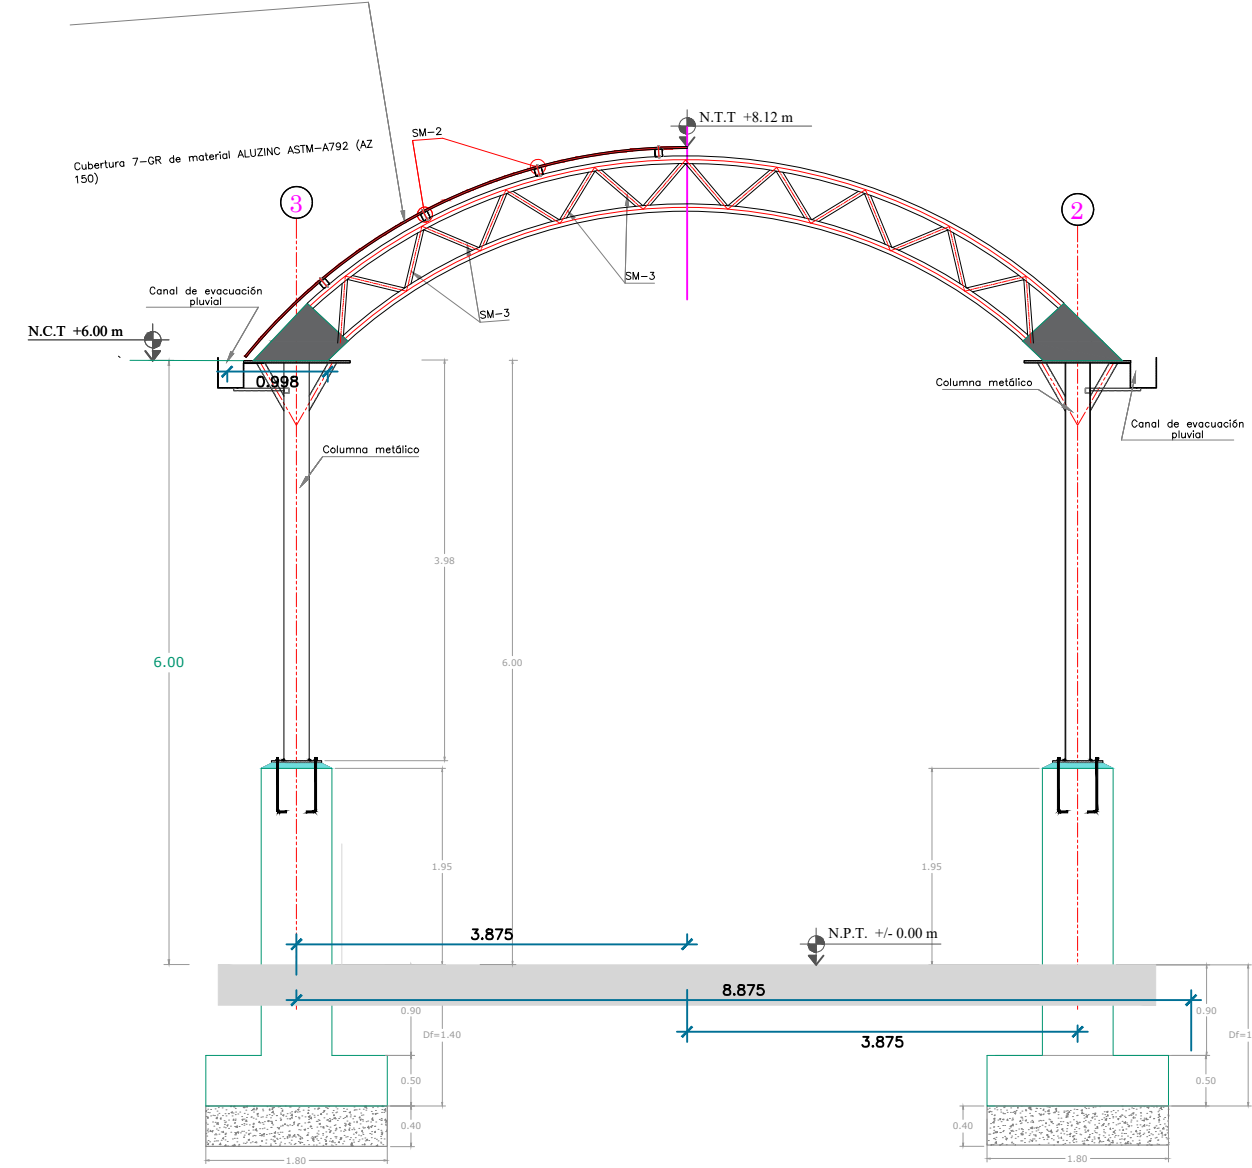 N.T.T +8.12 m
SM-2
Cubertura 7-GR de material ALUZINC ASTM-A792 (AZ
150)
3
2
SM-3
SM-3
Canal de evacuación
pluvial
N.C.T +6.00 m
0.998
Columna metálico
Canal de evacuación
pluvial
Columna metálico
3.98
6.00
6.00
1.95
1.95
3.875
N.P.T. +/- 0.00 m
8.875
0.90
0.90
Df=1.40
Df=1
3.875
0.50
0.50
0.40
0.40
1.80
1.80